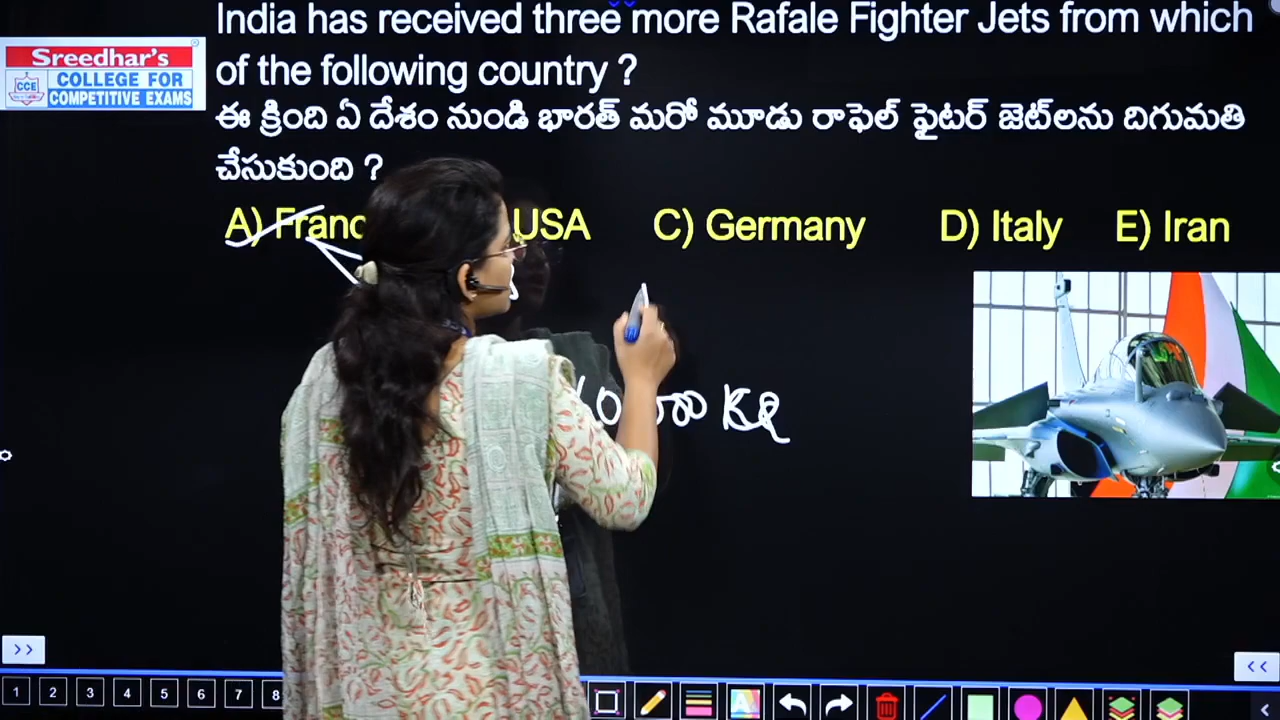 India has received three more Rafale Fighter Jets from which
of the following country ?
Sreedhar's
CCE
COLLEGE FOR
COMPETITIVE EXAMS
ఈ క్రింది ఏ దేశం నుండి భారత్ మరో మూడు రాఫెల్ ఫైటర్ జెట్‌లను దిగుమతి
చేసుకుంది ?
A) Franc USA C) Germany D) Italy E) Iran
>> <<
1 2 3 4 5 6 7 8